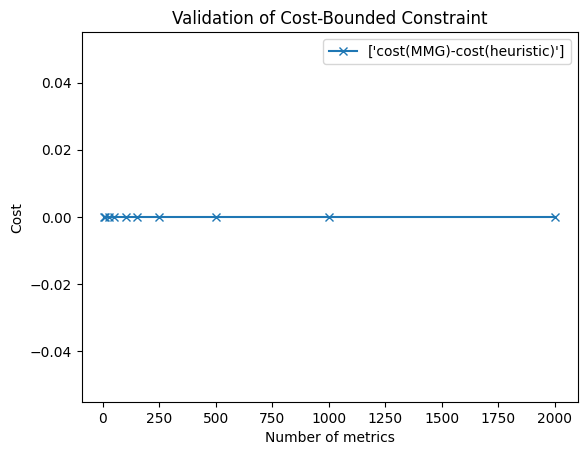 Validation of Cost-Bounded Constraint
['cost(MMG)-cost(heuristic)']
0.04
0.02
0.00
−0.02
−0.04
Cost
0 250 500 750 1000 1250 1500 1750 2000
Number of metrics